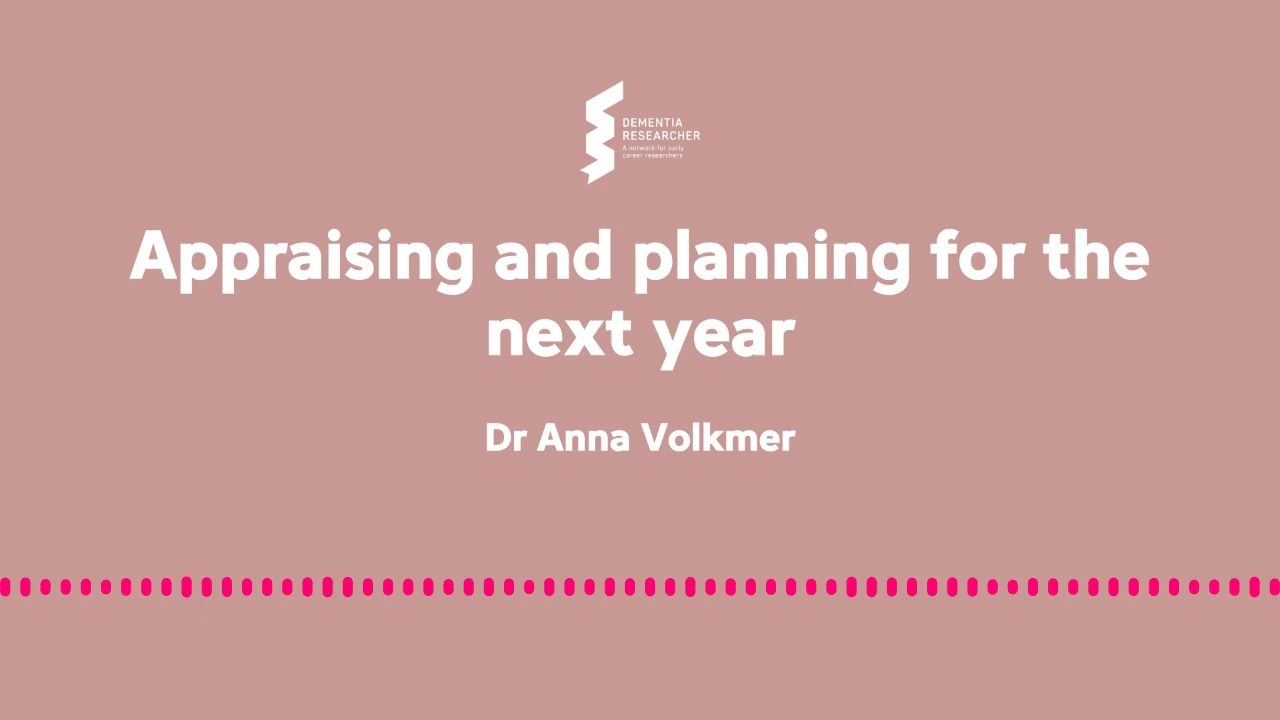 DEMENTIA
RESEARCHER
A network for early
career researchers
Appraising and planning for the
next year
Dr Anna Volkmer